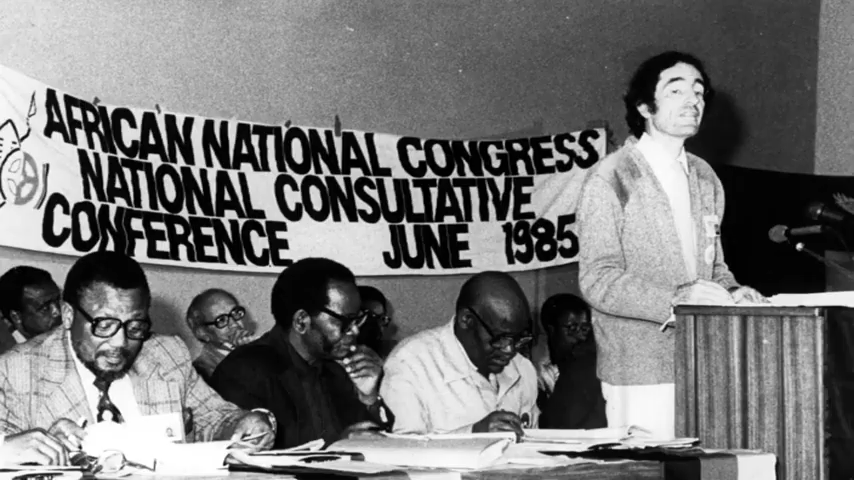 AFRICAN NATIONAL CONGRESS
NATIONAL CONSULTATIVE
CONFERENCE JUNE 1985